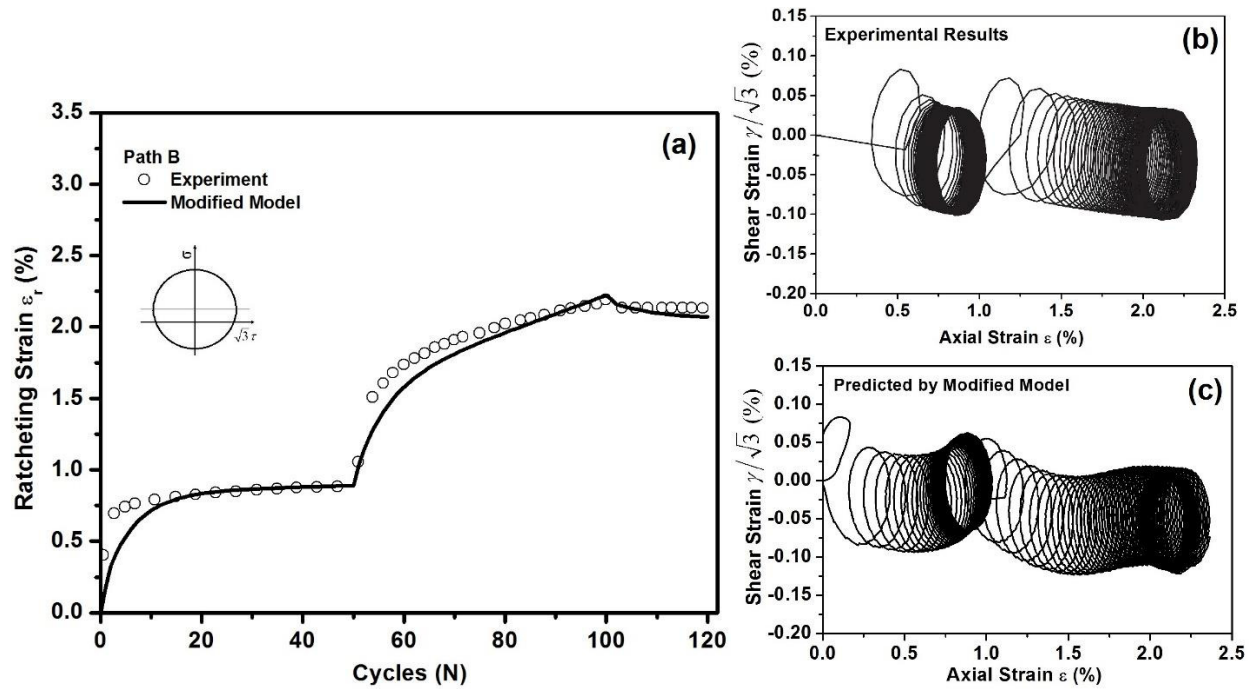 (a)
Path B
Experiment
Modified Model
σ
√3 τ
Ratcheting Strain εr (%)
3.5
3.0
2.5
2.0
1.5
1.0
0.5
0.0
0 20 40 60 80 100 120
Cycles (N)
(b)
Experimental Results
Shear Strain γ/√3 (%)
0.15
0.10
0.05
0.00
-0.05
-0.10
-0.15
-0.20
0.0 0.5 1.0 1.5 2.0 2.5
Axial Strain ε (%)
(c)
Predicted by Modified Model
Shear Strain γ/√3 (%)
0.15
0.10
0.05
0.00
-0.05
-0.10
-0.15
-0.20
0.0 0.5 1.0 1.5 2.0 2.5
Axial Strain ε (%)